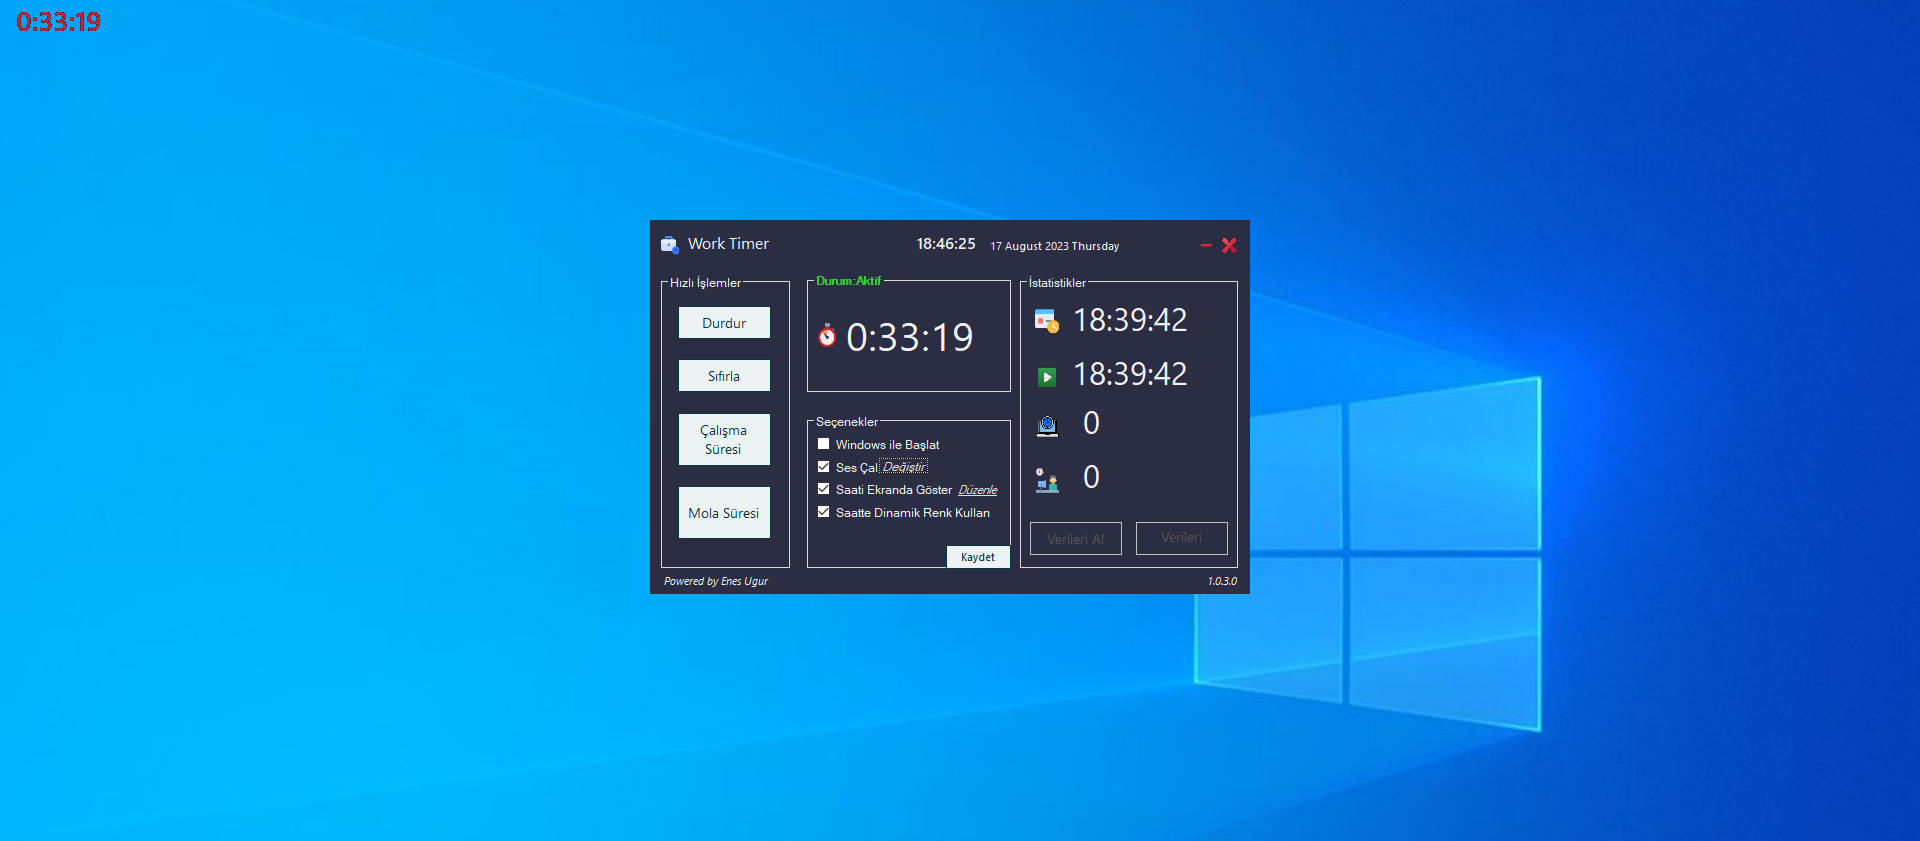 0:33:19
Work Timer
18:46:25
17 August 2023 Thursday
Hızlı İşlemler
Durdur
Sıfırla
Çalışma
Süresi
Mola Süresi
Durum:Aktif
0:33:19
Seçenekler
Windows ile Başlat
Ses Çal Değiştir
Saati Ekranda Göster Düzenle
Saatte Dinamik Renk Kullan
Kaydet
İstatistikler
18:39:42
18:39:42
0
0
Verileri Al
Verileri
Powered by Enes Ugur
1.0.3.0